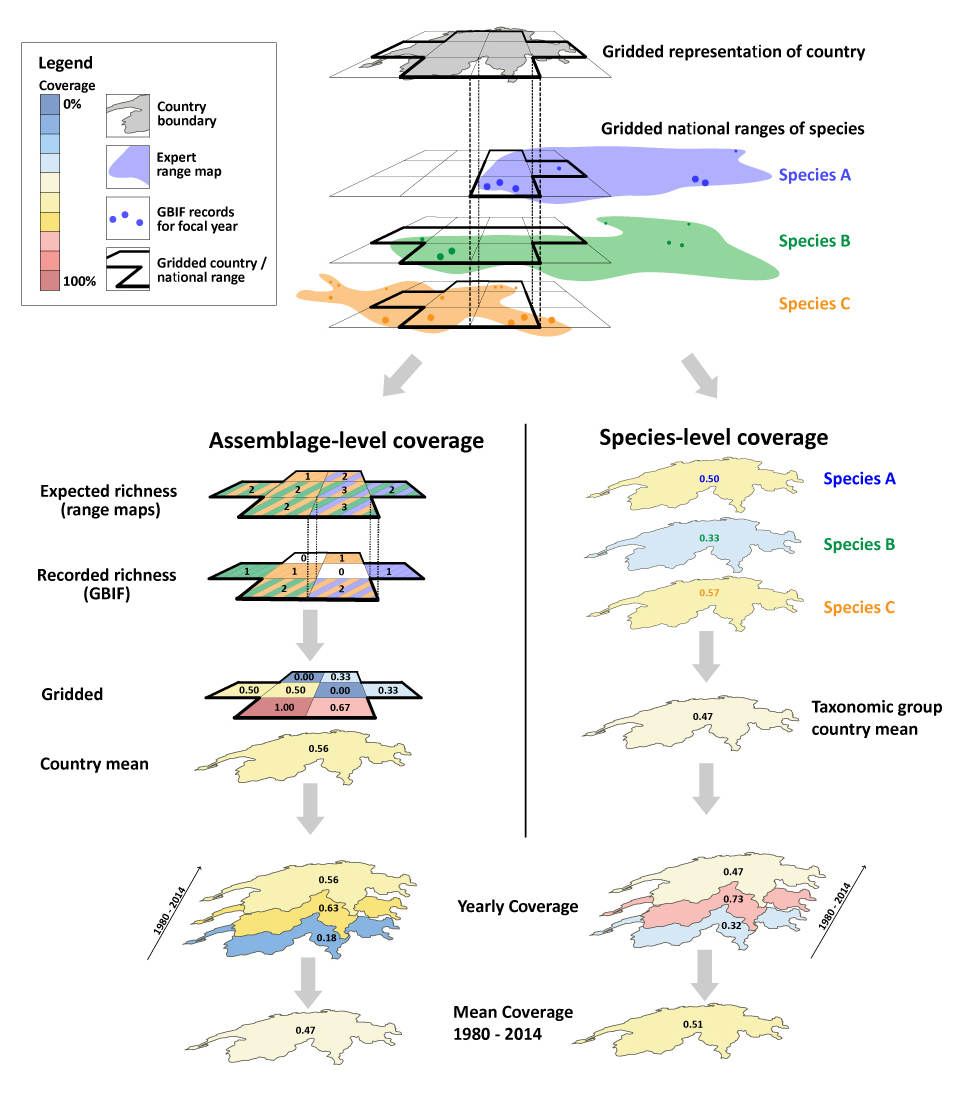 Gridded representation of country
Legend
Coverage
0%
100%
Country
boundary
Expert
range map
GBIF records
for focal year
Gridded country /
national range
Gridded national ranges of species
Species A
Species B
Species C
Assemblage-level coverage
Expected richness
(range maps)
1 2
2 2 3 2
2 3
Recorded richness
(GBIF)
0 1
1 1 0 1
2 2
Gridded
0.00 0.33
0.50 0.50 0.00 0.33
1.00 0.67
Country mean
0.56
Species-level coverage
0.50 Species A
0.33 Species B
0.57 Species C
0.47
Taxonomic group
country mean
Yearly Coverage
1980 - 2014
0.56
0.63
0.18
0.47
0.73
0.32
1980 - 2014
Mean Coverage
1980 - 2014
0.47
0.51